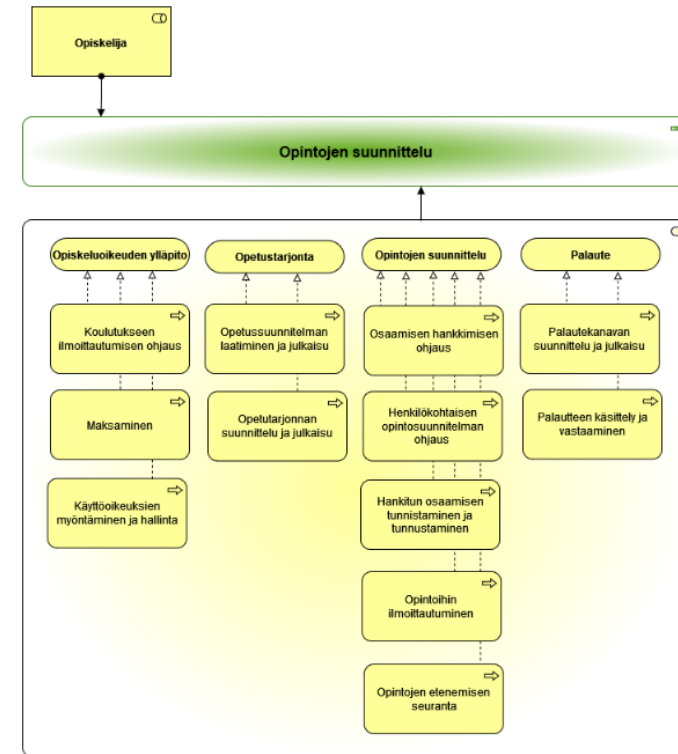 Opiskelija
Opintojen suunnittelu
Opiskeluoikeuden ylläpito
Opetustarjonta
Opintojen suunnittelu
Palaute
Koulutukseen
ilmoittautumisen ohjaus
Opetussuunnitelman
laatiminen ja julkaisu
Osaamisen hankkimisen
ohjaus
Palautekanavan
suunnittelu ja julkaisu
Maksaminen
Opetutarjonnan
suunnittelu ja julkaisu
Henkilökohtaisen
opintosuunnitelman
ohjaus
Palautteen käsittely ja
vastaaminen
Käyttöoikeuksien
myöntäminen ja hallinta
Hankitun osaamisen
tunnistaminen ja
tunnustaminen
Opintoihin
ilmoittautuminen
Opintojen etenemisen
seuranta